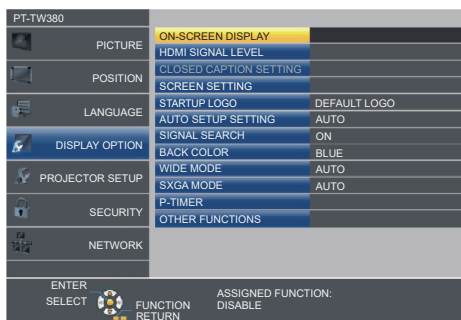 PT-TW380
PICTURE
POSITION
LANGUAGE
DISPLAY OPTION
PROJECTOR SETUP
SECURITY
NETWORK
ON-SCREEN DISPLAY
HDMI SIGNAL LEVEL
CLOSED CAPTION SETTING
SCREEN SETTING
STARTUP LOGO DEFAULT LOGO
AUTO SETUP SETTING AUTO
SIGNAL SEARCH ON
BACK COLOR BLUE
WIDE MODE AUTO
SXGA MODE AUTO
P-TIMER
OTHER FUNCTIONS
ENTER
SELECT
FUNCTION
RETURN
ASSIGNED FUNCTION:
DISABLE